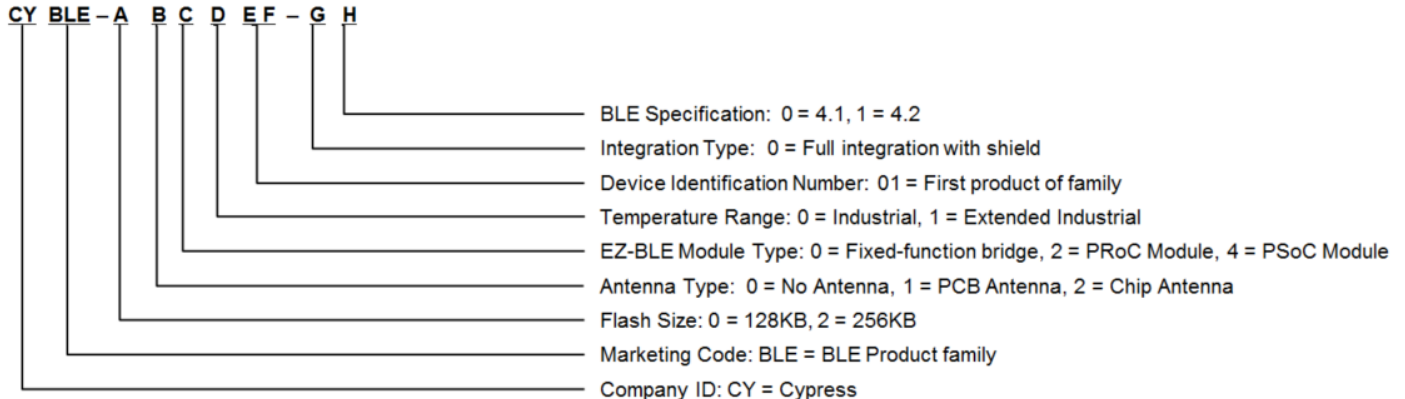 CY BLE – A B C D E F – G H
BLE Specification: 0 = 4.1, 1 = 4.2
Integration Type: 0 = Full integration with shield
Device Identification Number: 01 = First product of family
Temperature Range: 0 = Industrial, 1 = Extended Industrial
EZ-BLE Module Type: 0 = Fixed-function bridge, 2 = PRoC Module, 4 = PSoC Module
Antenna Type: 0 = No Antenna, 1 = PCB Antenna, 2 = Chip Antenna
Flash Size: 0 = 128KB, 2 = 256KB
Marketing Code: BLE = BLE Product family
Company ID: CY = Cypress